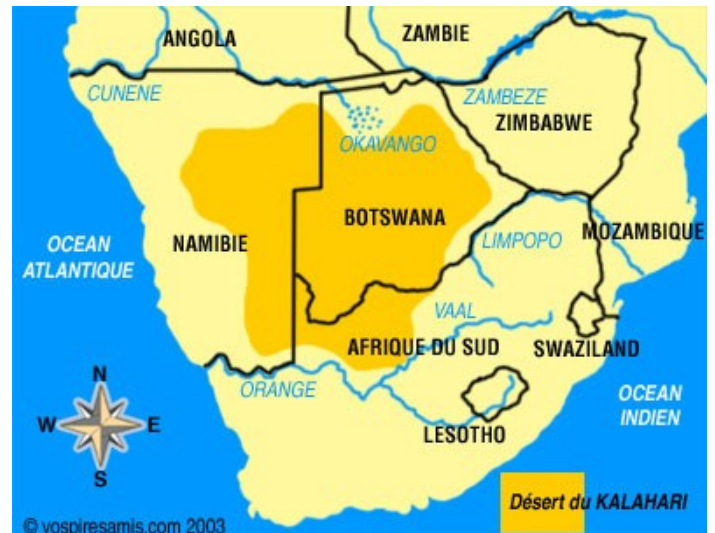 ANGOLA
ZAMBIE
CUNENE
ZAMBEZE
ZIMBABWE
OKAVANGO
BOTSWANA
NAMIBIE
OCEAN
ATLANTIQUE
LIMPOPO
MOZAMBIQUE
VAAL
AFRIQUE DU SUD
SWAZILAND
ORANGE
LESOTHO
OCEAN
INDIEN
N
W E
S
Désert du KALAHARI
© vospiresamis.com 2003